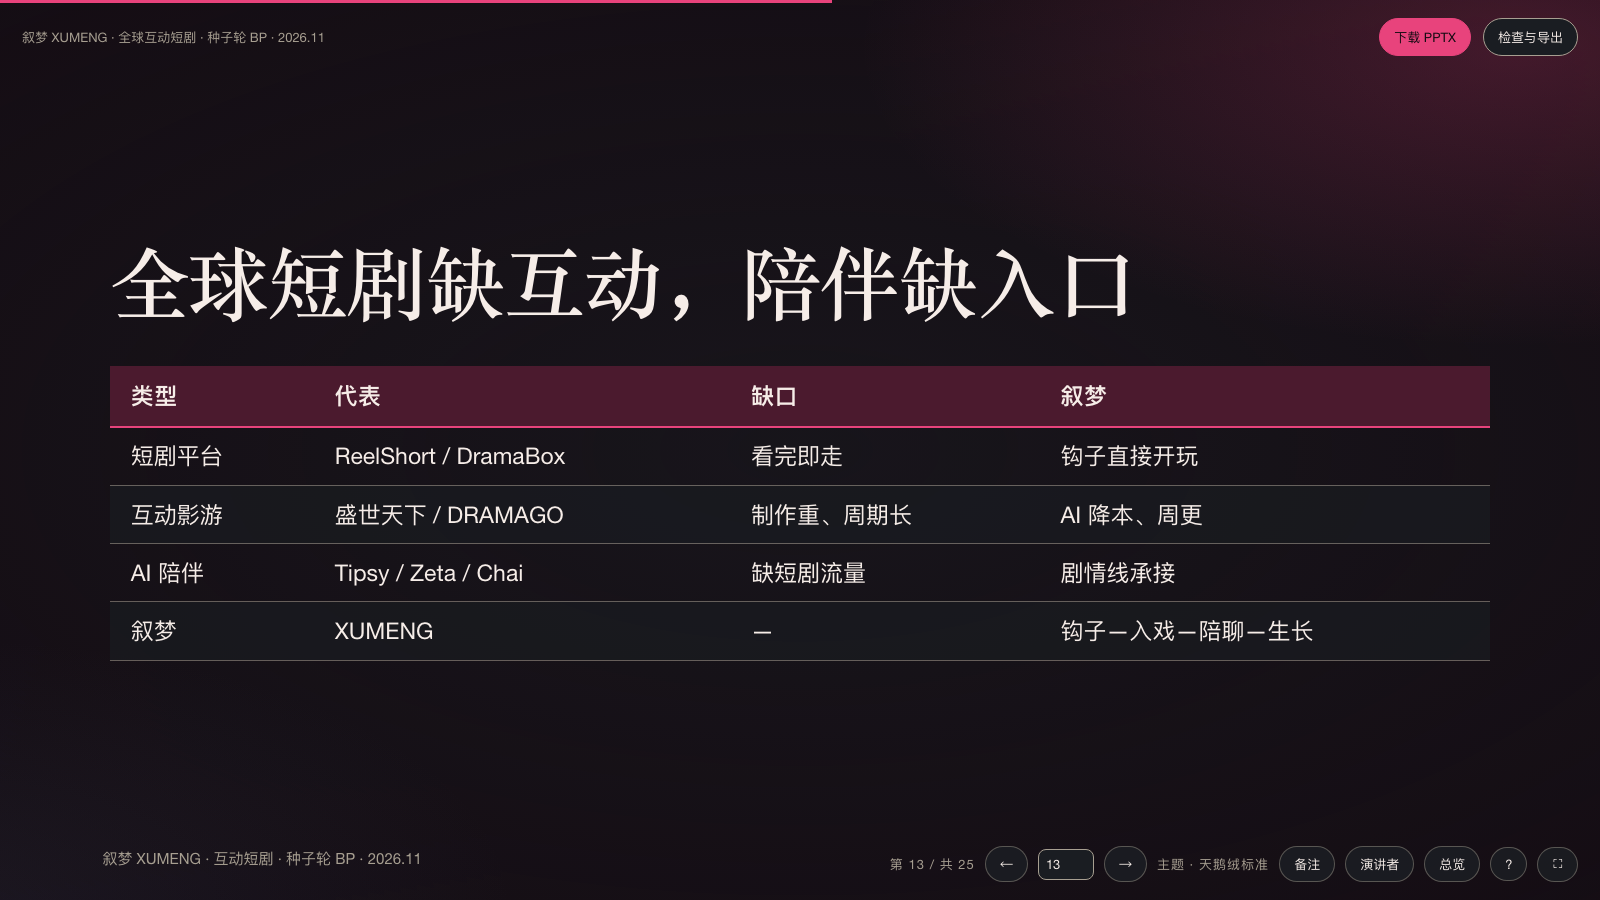 叙梦 XUMENG · 全球互动短剧 · 种子轮 BP · 2026.11
下载 PPTX
检查与导出
全球短剧缺互动，陪伴缺入口
类型 代表 缺口 叙梦
短剧平台 ReelShort / DramaBox 看完即走 钩子直接开玩
互动影游 盛世天下 / DRAMAGO 制作重、周期长 AI 降本、周更
AI 陪伴 Tipsy / Zeta / Chai 缺短剧流量 剧情线承接
叙梦 XUMENG — 钩子—入戏—陪聊—生长
叙梦 XUMENG · 互动短剧 · 种子轮 BP · 2026.11
第 13 / 共 25 ← 13 → 主题 · 天鹅绒标准 备注 演讲者 总览 ?